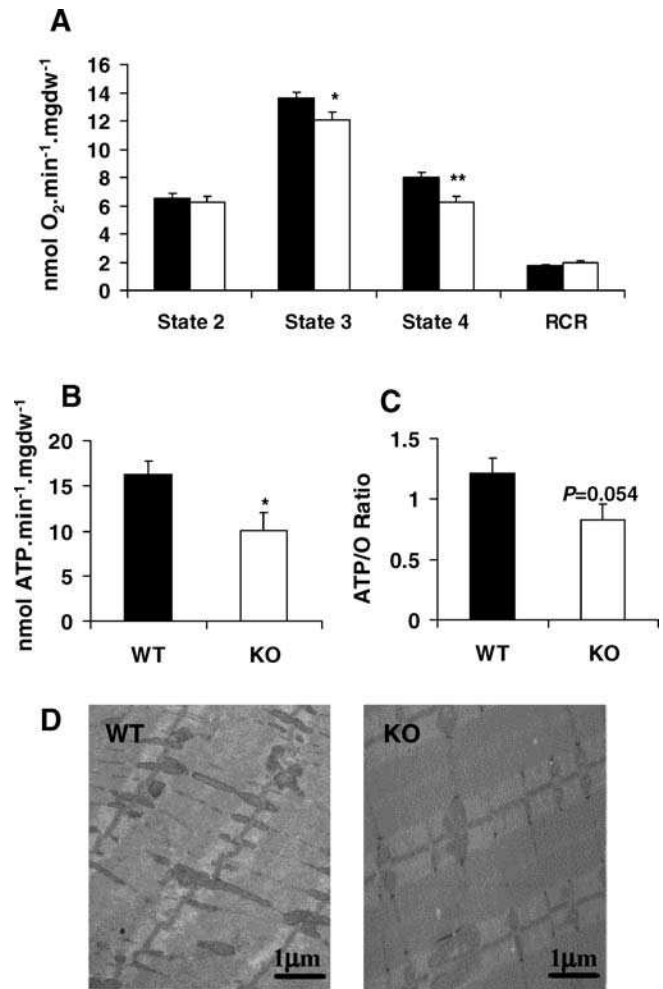 A
nmol O₂.min⁻¹.mgdw⁻¹
16
14
12
10
8
6
4
2
0
*
**
State 2
State 3
State 4
RCR
B
nmol ATP.min⁻¹.mgdw⁻¹
20
15
10
5
0
*
WT
KO
C
ATP/O Ratio
1.5
1
0.5
0
P=0.054
WT
KO
D
WT
1µm
KO
1µm